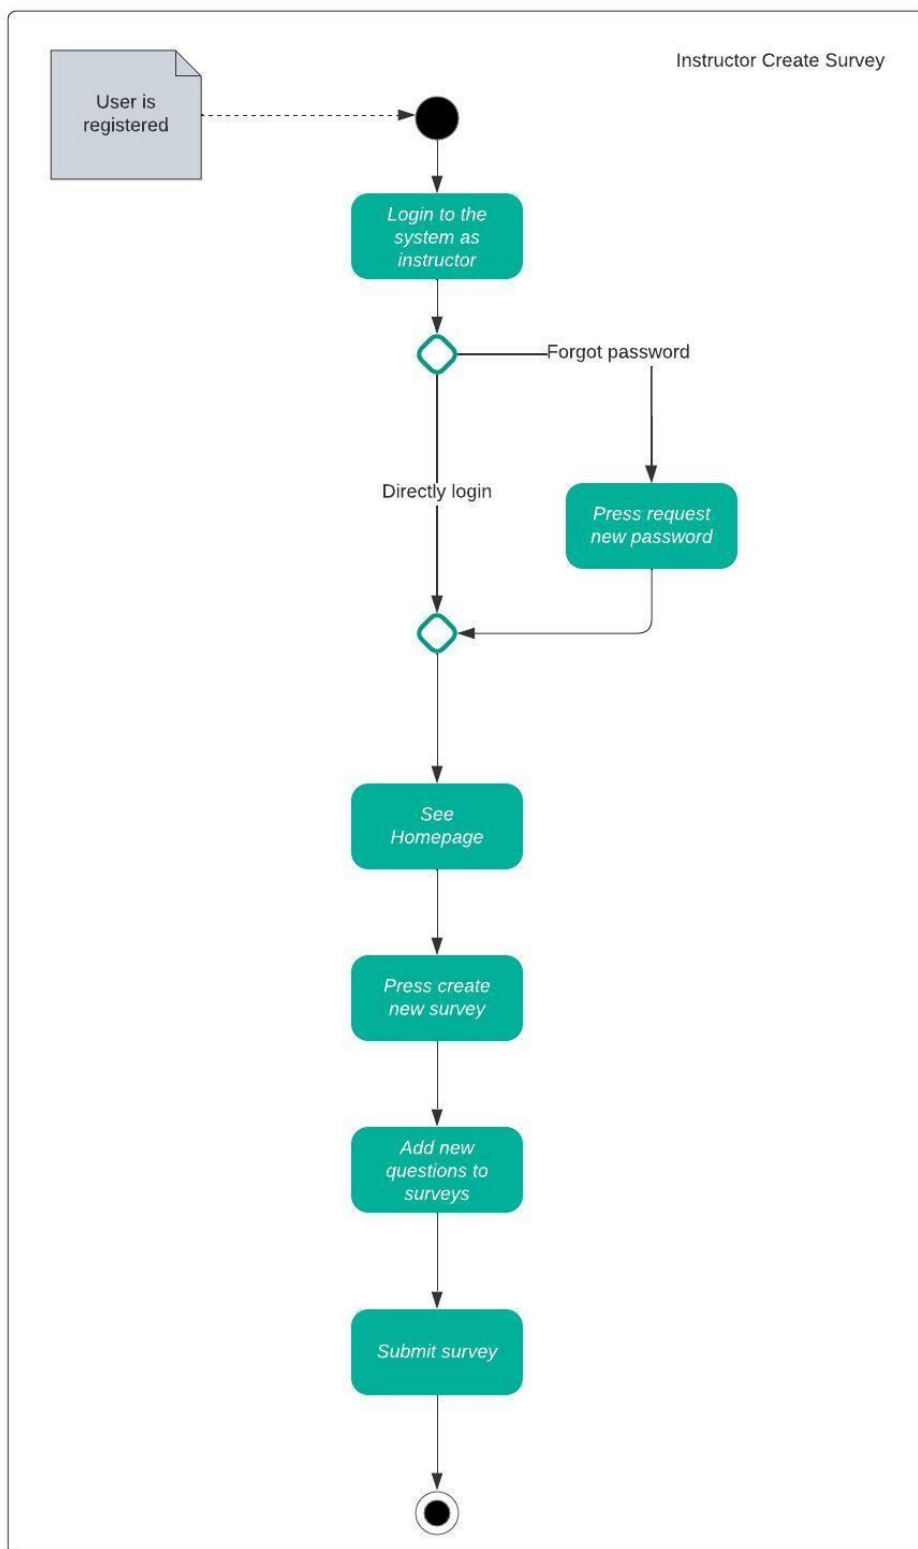 Instructor Create Survey
User is
registered
Login to the
system as
instructor
Forgot password
Directly login
Press request
new password
See
Homepage
Press create
new survey
Add new
questions to
surveys
Submit survey